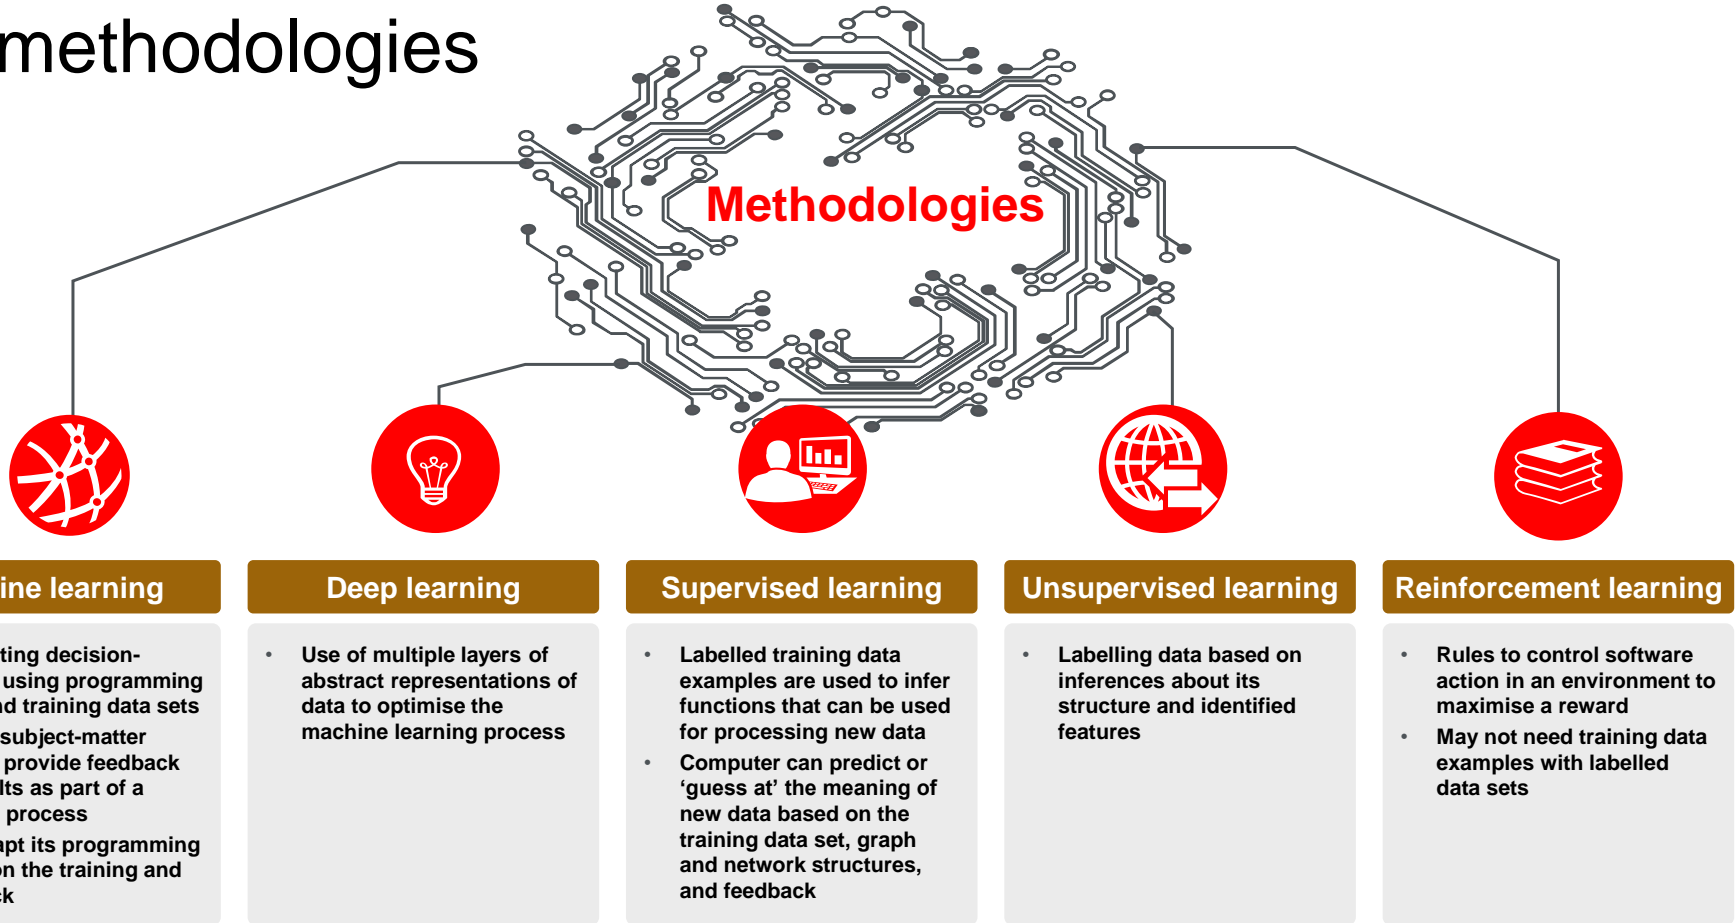 methodologies
Methodologies
ine learning
ting decision-
using programming
nd training data sets
subject-matter
provide feedback
lts as part of a
process
apt its programming
on the training and
ck
Deep learning
• Use of multiple layers of
abstract representations of
data to optimise the
machine learning process
Supervised learning
• Labelled training data
examples are used to infer
functions that can be used
for processing new data
• Computer can predict or
‘guess at’ the meaning of
new data based on the
training data set, graph
and network structures,
and feedback
Unsupervised learning
• Labelling data based on
inferences about its
structure and identified
features
Reinforcement learning
• Rules to control software
action in an environment to
maximise a reward
• May not need training data
examples with labelled
data sets